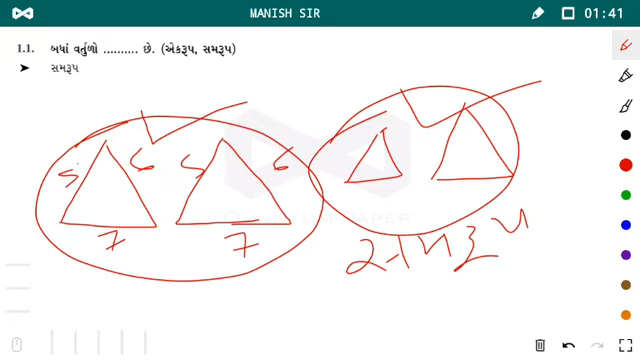 MANISH SIR
01:41
1.1. બધાં વર્તુળો .......... છે. (એકરૂપ, સમરૂપ)
➤ સમરૂપ
5 6 5 6
7 7
સમરૂપ